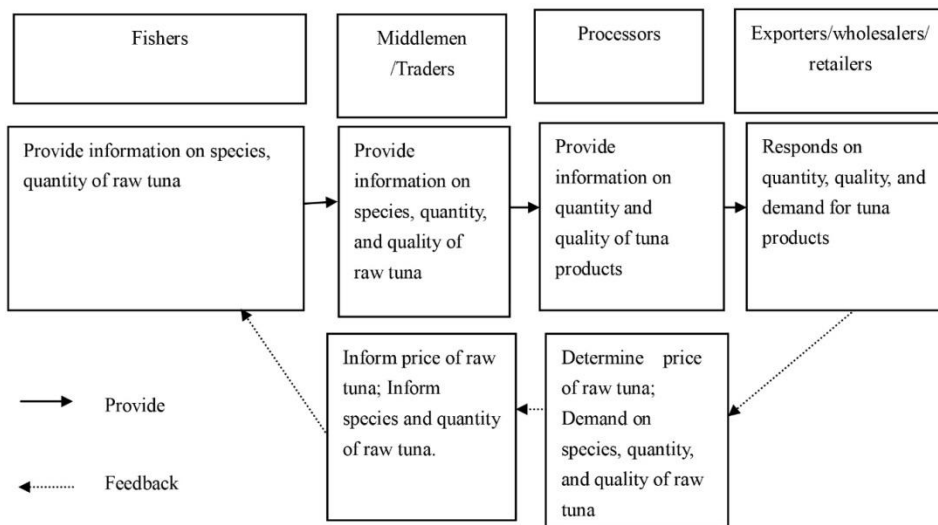 Fishers
Middlemen
/Traders
Processors
Exporters/wholesalers/
retailers
Provide information on species,
quantity of raw tuna
Provide
information on
species, quantity,
and quality of
raw tuna
Provide
information on
quantity and
quality of tuna
products
Responds on
quantity, quality, and
demand for tuna
products
Inform price of raw
tuna; Inform
species and quantity
of raw tuna.
Determine price
of raw tuna;
Demand on
species, quantity,
and quality of raw
tuna
Provide
Feedback